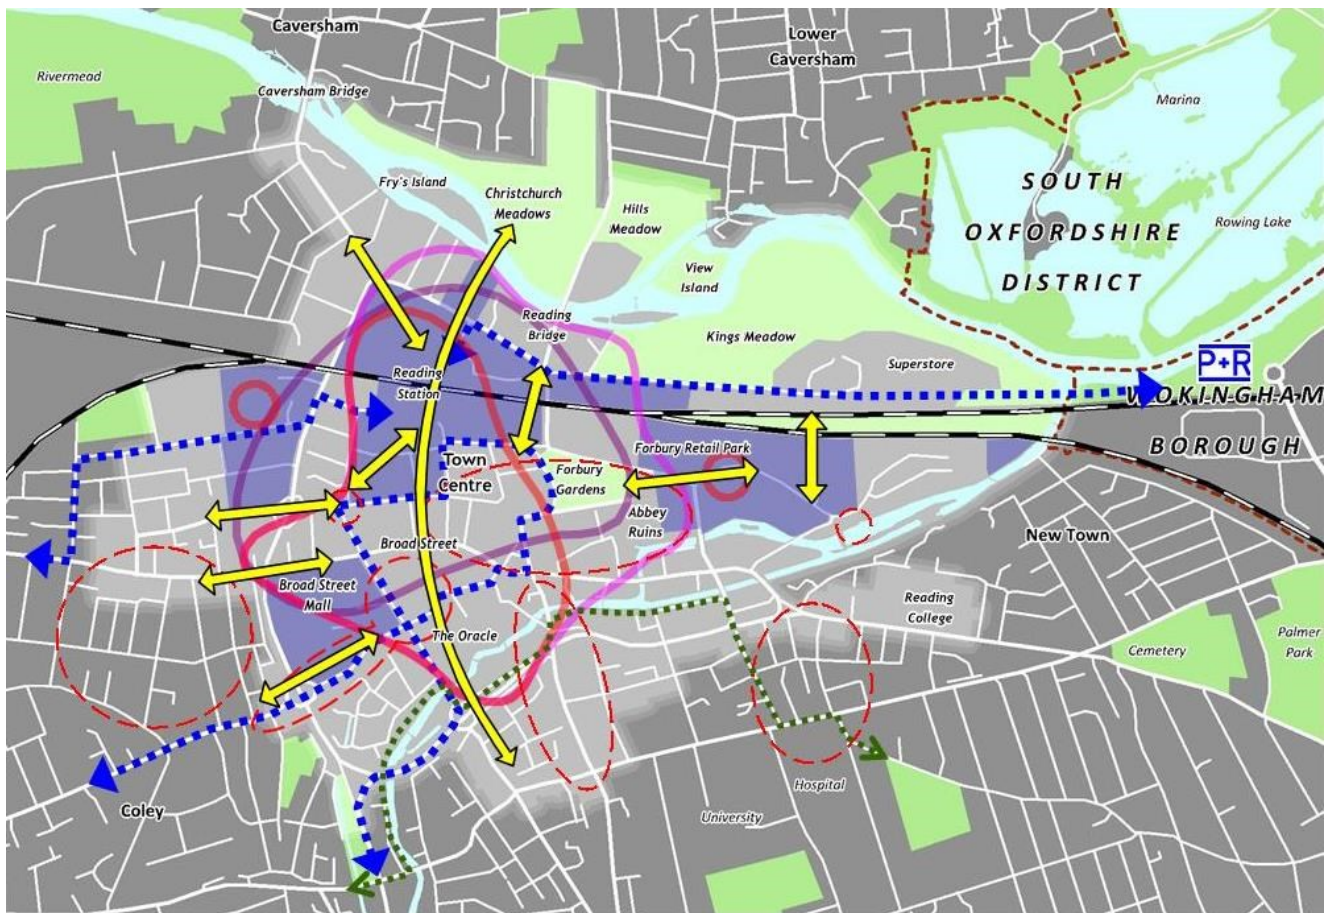 Caversham
Lower
Caversham
Rivermead
Caversham Bridge
Marina
Fry's Island
Christchurch
Meadows
SOUTH
OXFORDSHIRE
DISTRICT
Hills
Meadow
Rowing Lake
View
Island
Reading
Bridge
Kings Meadow
Superstore
P+R
Reading
Station
WOKINGHAM
BOROUGH
Town
Centre
Forbury Retail Park
Forbury
Gardens
Abbey
Ruins
Broad Street
New Town
Broad Street
Mall
Reading
College
The Oracle
Palmer
Park
Cemetery
Coley
Hospital
University